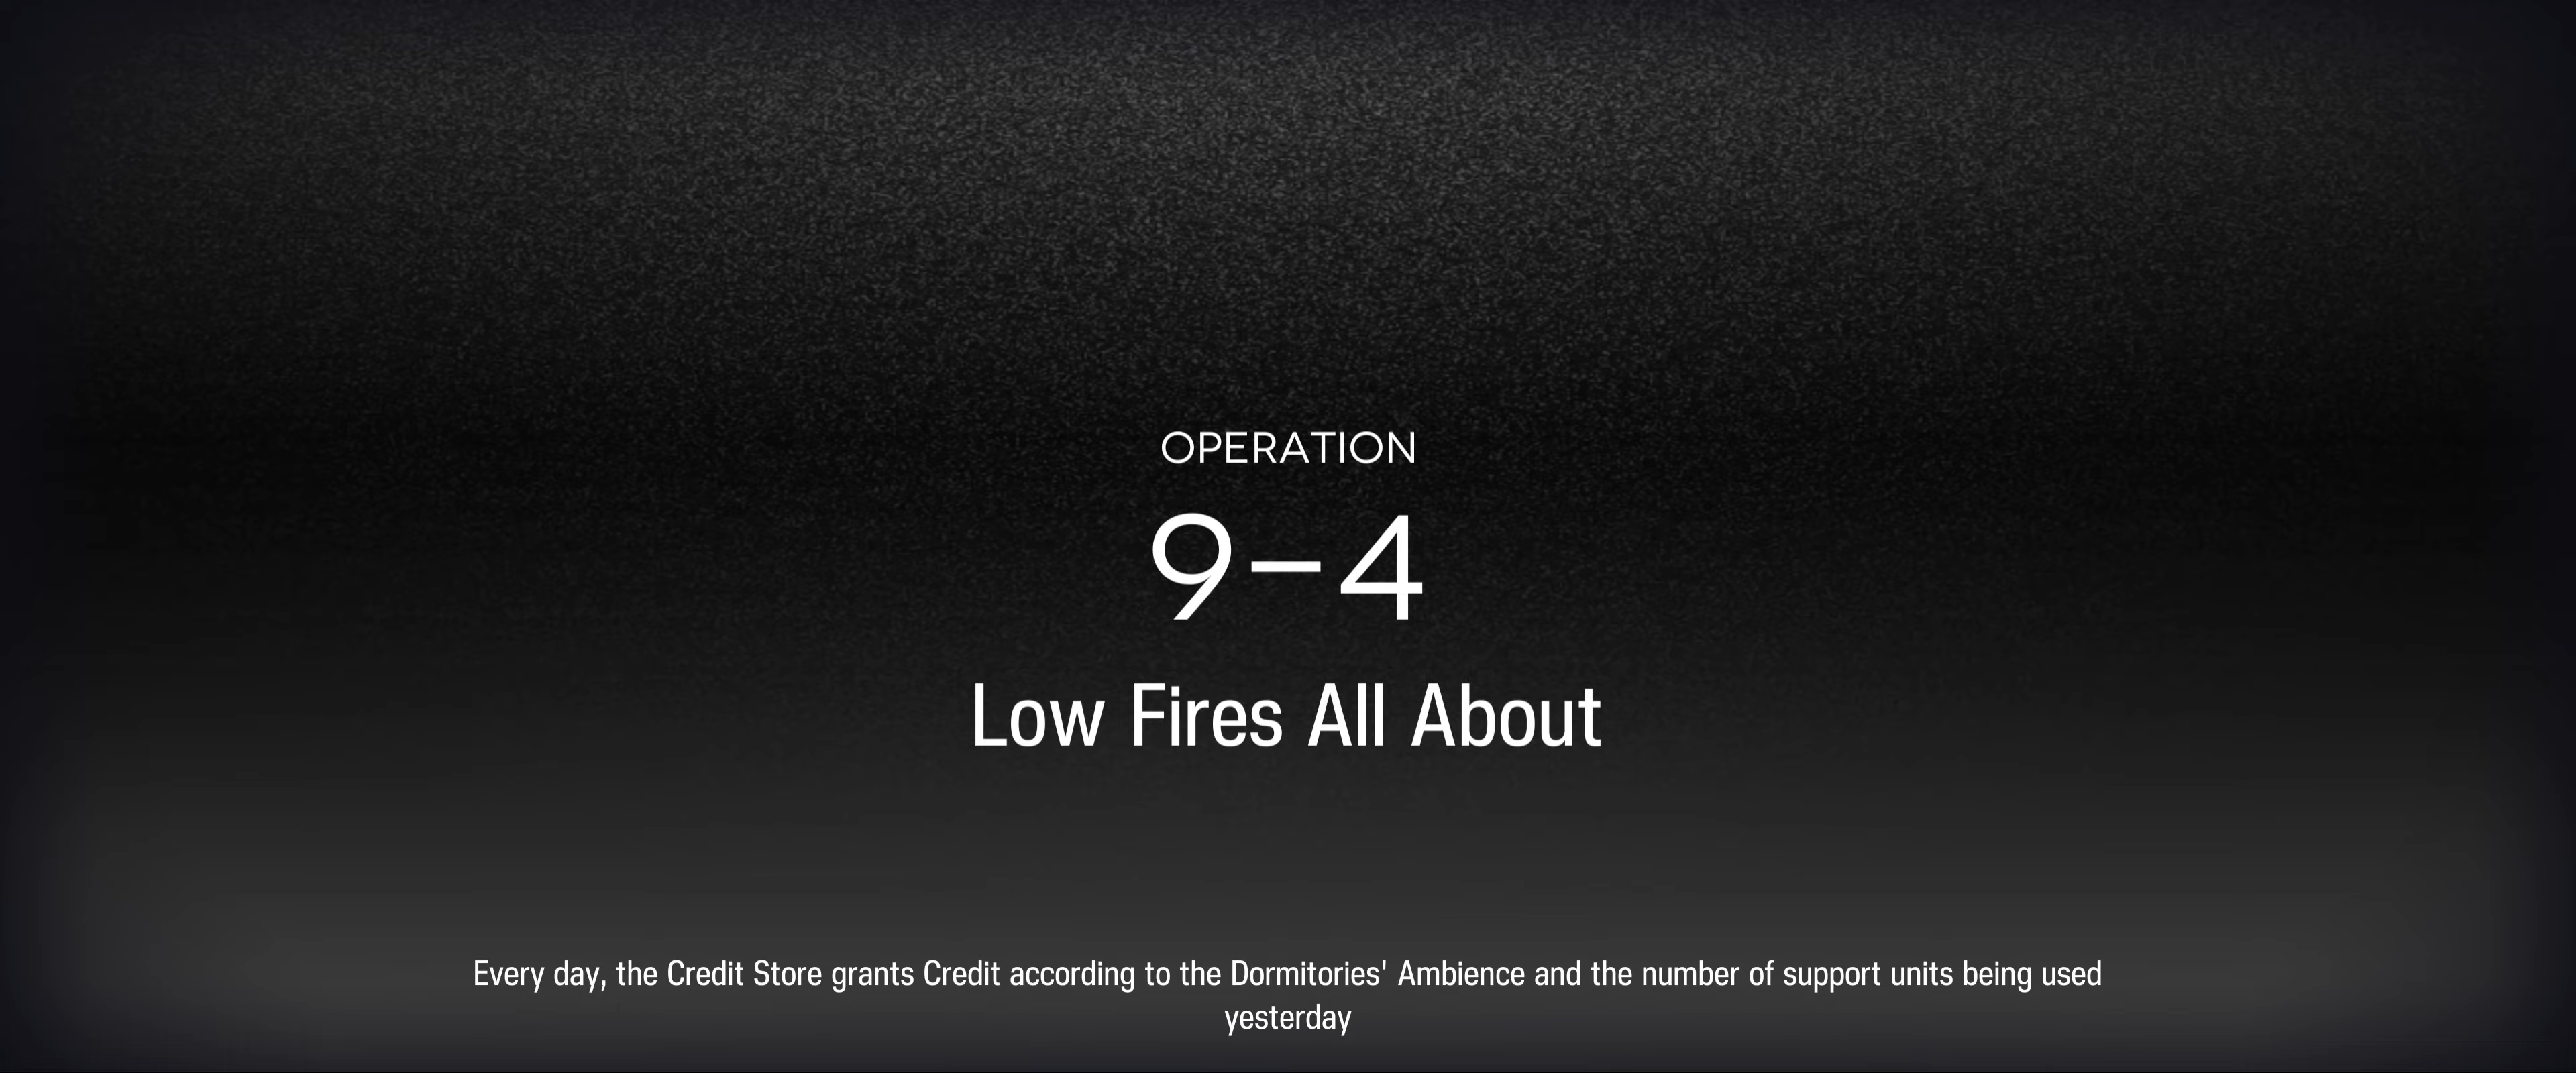 OPERATION
9–4
Low Fires All About
Every day, the Credit Store grants Credit according to the Dormitories' Ambience and the number of support units being used
yesterday